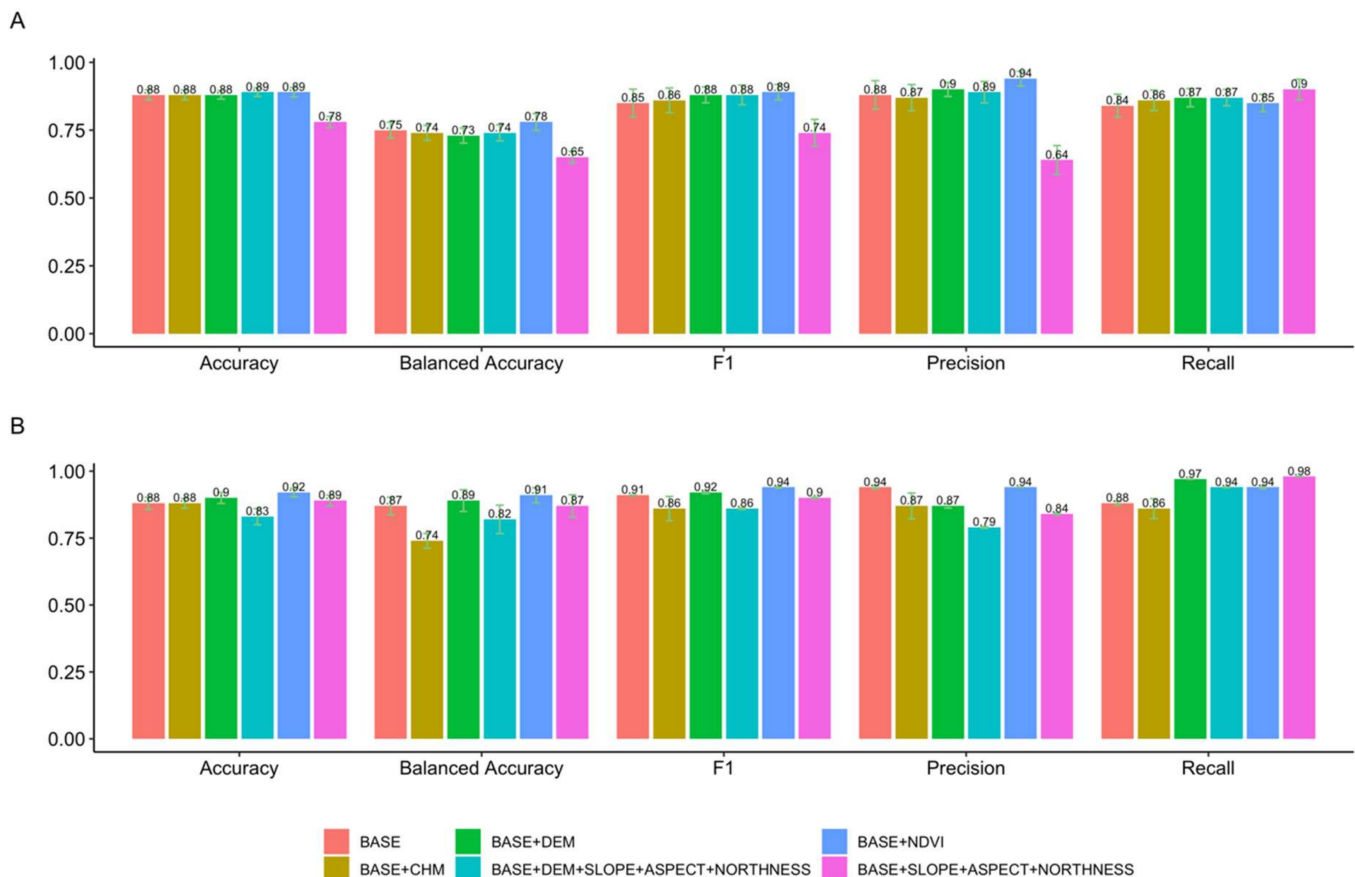 A
1.00
0.75
0.50
0.25
0.00
0.88 0.88 0.88 0.89 0.89 0.78
0.75 0.74 0.73 0.74 0.78 0.65
0.85 0.86 0.88 0.88 0.89 0.74
0.88 0.87 0.9 0.89 0.94 0.64
0.84 0.86 0.87 0.87 0.85 0.9
Accuracy Balanced Accuracy F1 Precision Recall
B
1.00
0.75
0.50
0.25
0.00
0.88 0.88 0.9 0.83 0.92 0.89
0.87 0.74 0.89 0.82 0.91 0.87
0.91 0.86 0.92 0.86 0.94 0.9
0.94 0.87 0.87 0.79 0.94 0.84
0.88 0.86 0.97 0.94 0.94 0.98
Accuracy Balanced Accuracy F1 Precision Recall
BASE BASE+DEM BASE+NDVI
BASE+CHM BASE+DEM+SLOPE+ASPECT+NORTHNESS BASE+SLOPE+ASPECT+NORTHNESS